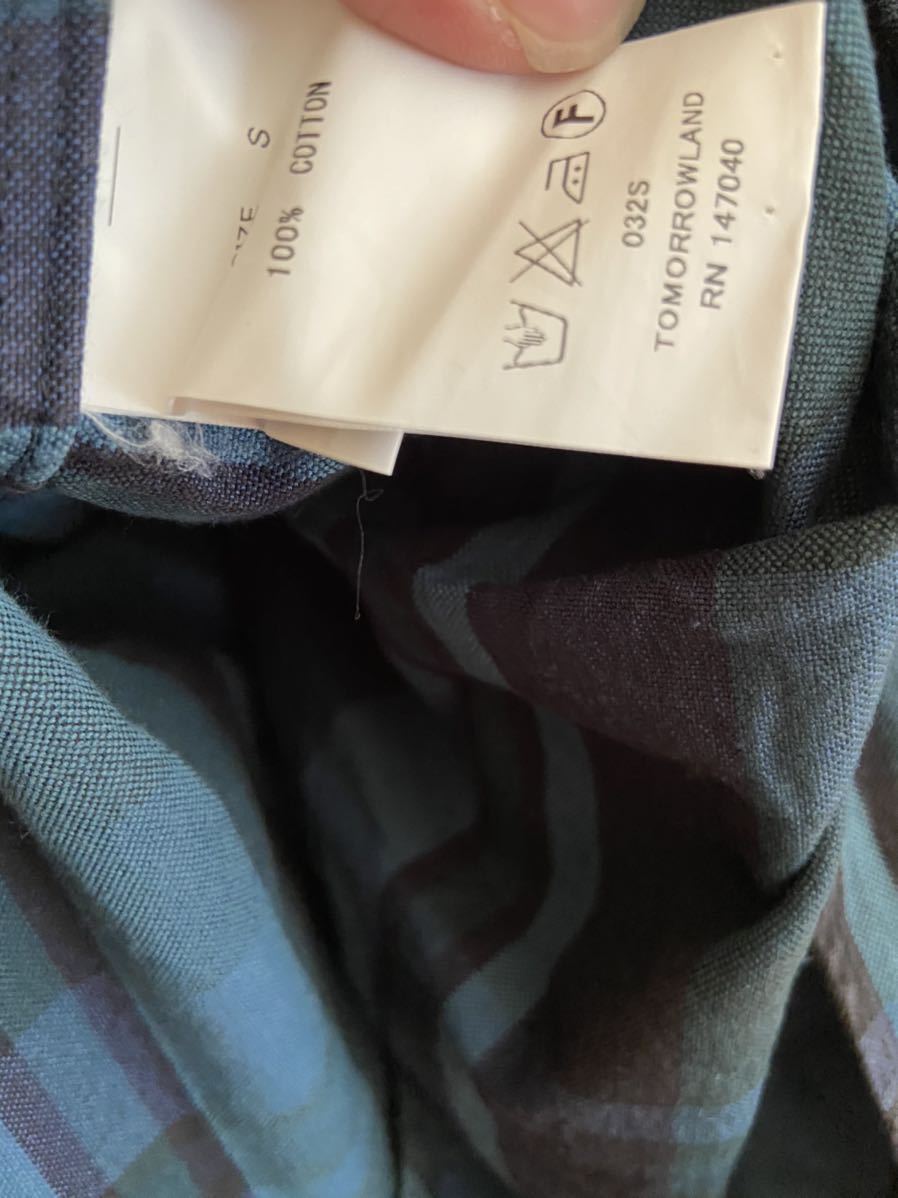 S
100% COTTON
F
032S
TOMORROWLAND
RN 147040